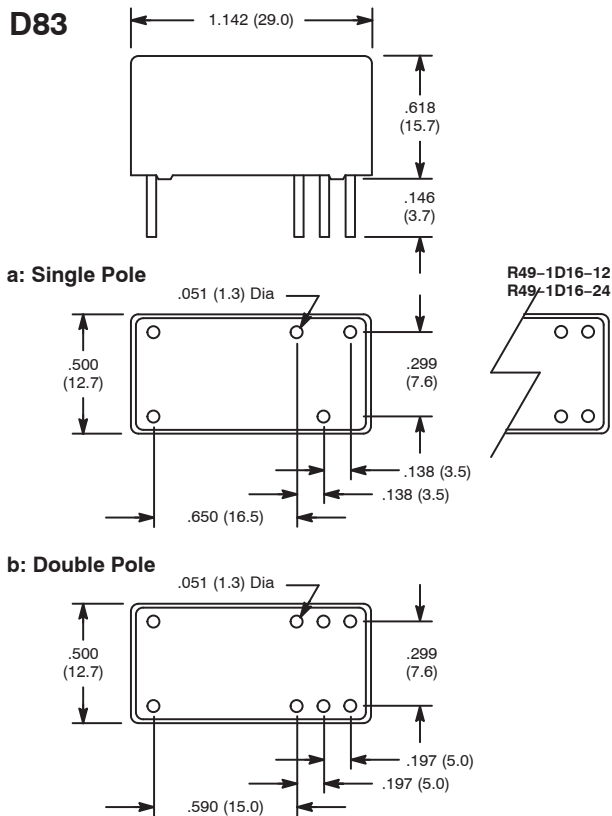 D83
1.142 (29.0)
.618
(15.7)
.146
(3.7)
a: Single Pole
R49–1D16–12
R49–1D16–24
.051 (1.3) Dia
.500
(12.7)
.299
(7.6)
.138 (3.5)
.138 (3.5)
.650 (16.5)
b: Double Pole
.051 (1.3) Dia
.500
(12.7)
.299
(7.6)
.197 (5.0)
.197 (5.0)
.590 (15.0)